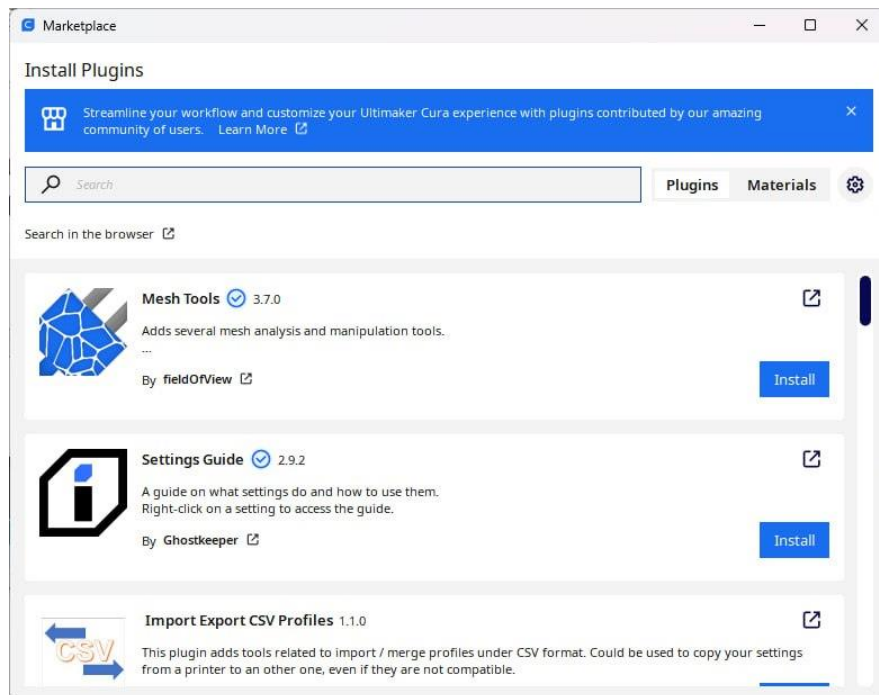 Marketplace
Install Plugins
Streamline your workflow and customize your Ultimaker Cura experience with plugins contributed by our amazing
community of users. Learn More
Search
Plugins
Materials
Search in the browser
Mesh Tools 3.7.0
Adds several mesh analysis and manipulation tools.
...
By fieldOfView
Install
Settings Guide 2.9.2
A guide on what settings do and how to use them.
Right-click on a setting to access the guide.
By Ghostkeeper
Install
CSV
Import Export CSV Profiles 1.1.0
This plugin adds tools related to import / merge profiles under CSV format. Could be used to copy your settings
from a printer to an other one, even if they are not compatible.